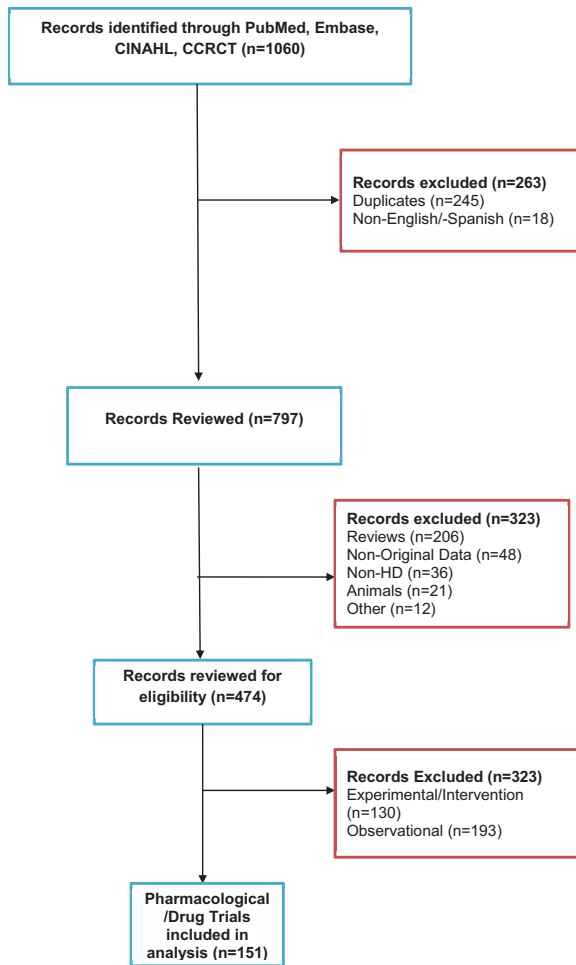 Records identified through PubMed, Embase,
CINAHL, CCRCT (n=1060)
Records excluded (n=263)
Duplicates (n=245)
Non-English/-Spanish (n=18)
Records Reviewed (n=797)
Records excluded (n=323)
Reviews (n=206)
Non-Original Data (n=48)
Non-HD (n=36)
Animals (n=21)
Other (n=12)
Records reviewed for
eligibility (n=474)
Records Excluded (n=323)
Experimental/Intervention
(n=130)
Observational (n=193)
Pharmacological
/Drug Trials
included in
analysis (n=151)